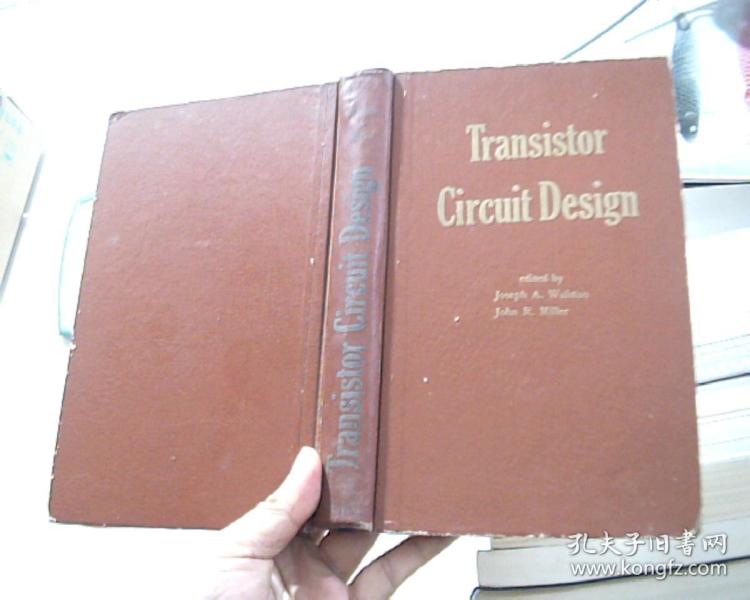 Transistor
Circuit Design
edited by
Joseph A. Walston
John R. Miller
Transistor Circuit Design
孔夫子旧书网
www.kongfz.com